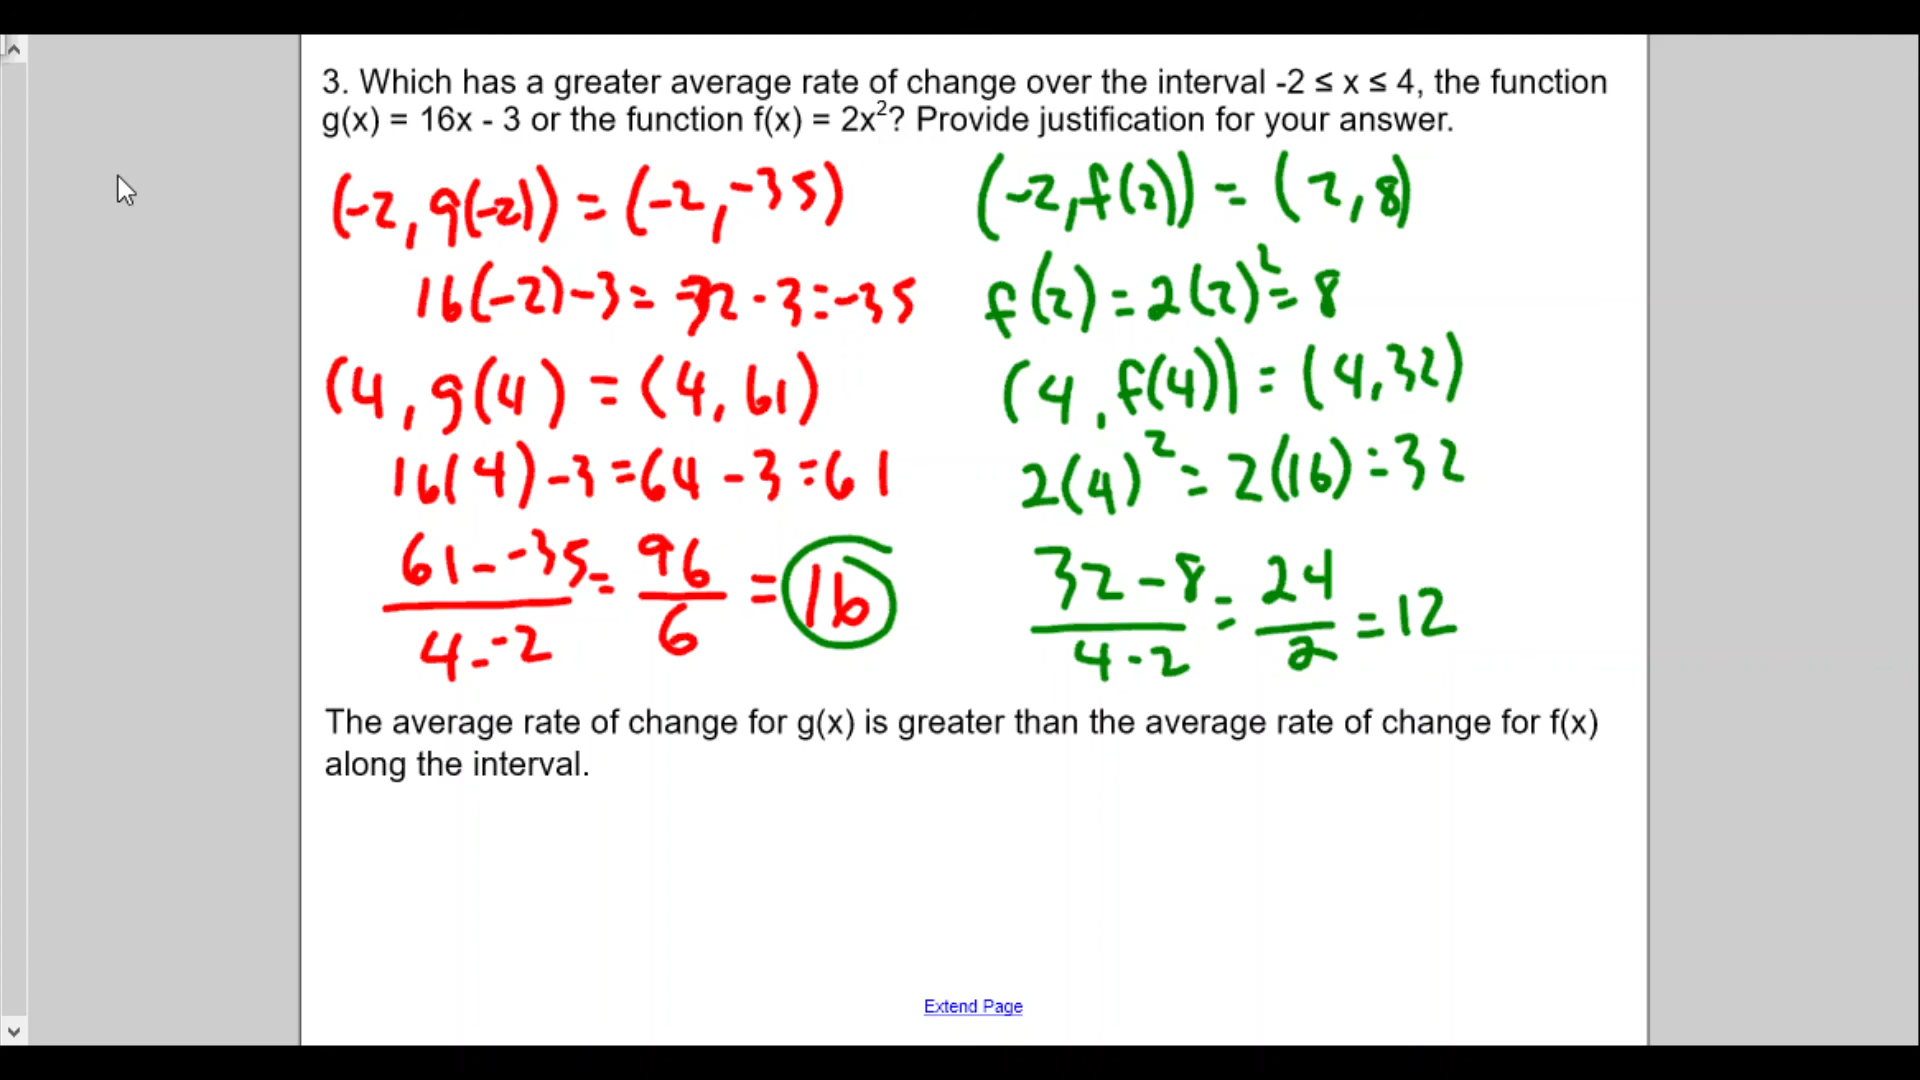 3. Which has a greater average rate of change over the interval -2 ≤ x ≤ 4, the function
g(x) = 16x - 3 or the function f(x) = 2x²? Provide justification for your answer.
(-2, g(-2)) = (-2, -35)
16(-2)-3 = -32 - 3 = -35
(4, g(4) = (4, 61)
16(4) -3 = 64 - 3 = 61
61 - -35 / 4 - -2 = 96/6 = 16
(-2, f(2)) = (2, 8)
f(2) = 2(2)² = 8
(4, f(4)) = (4, 32)
2(4)² = 2(16) = 32
32 - 8 / 4 - 2 = 24/2 = 12
The average rate of change for g(x) is greater than the average rate of change for f(x)
along the interval.
Extend Page